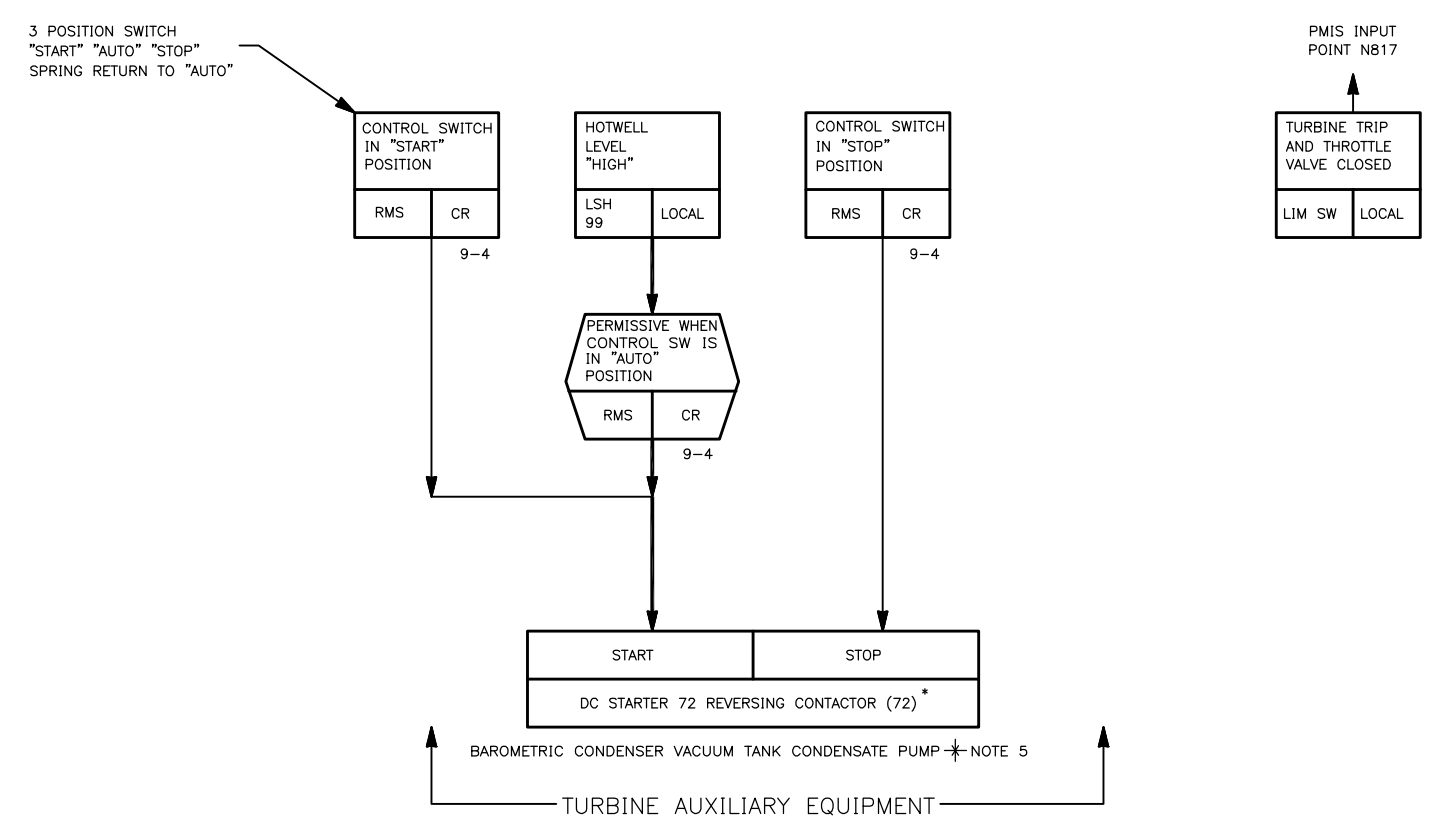 3 POSITION SWITCH
"START" "AUTO" "STOP"
SPRING RETURN TO "AUTO"
PMIS INPUT
POINT N817
CONTROL SWITCH
IN "START"
POSITION
RMS
CR
9-4
HOTWELL
LEVEL
"HIGH"
LSH
99
LOCAL
CONTROL SWITCH
IN "STOP"
POSITION
RMS
CR
9-4
TURBINE TRIP
AND THROTTLE
VALVE CLOSED
LIM SW
LOCAL
PERMISSIVE WHEN
CONTROL SW IS
IN "AUTO"
POSITION
RMS
CR
9-4
START
STOP
DC STARTER 72 REVERSING CONTACTOR (72)*
BAROMETRIC CONDENSER VACUUM TANK CONDENSATE PUMP * NOTE 5
TURBINE AUXILIARY EQUIPMENT